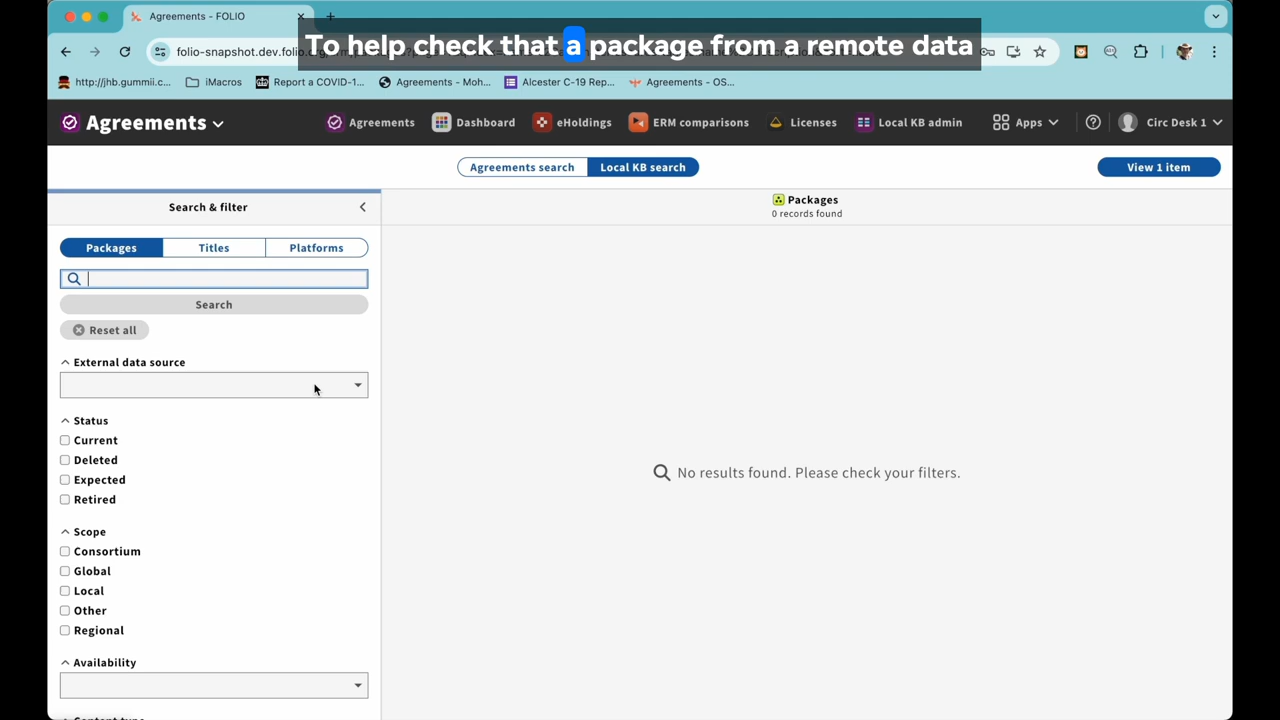 Agreements - FOLIO
To help check that a package from a remote data
folio-snapshot.dev.folio.org
http://jhb.gummii.c...
iMacros
Report a COVID-1...
Agreements - Moh...
Alcester C-19 Rep...
Agreements - OS...
Agreements
Agreements
Dashboard
eHoldings
ERM comparisons
Licenses
Local KB admin
Apps
Circ Desk 1
Agreements search
Local KB search
View 1 item
Search & filter
Packages
0 records found
Packages
Titles
Platforms
Search
Reset all
External data source
Status
Current
Deleted
Expected
Retired
Scope
Consortium
Global
Local
Other
Regional
Availability
No results found. Please check your filters.